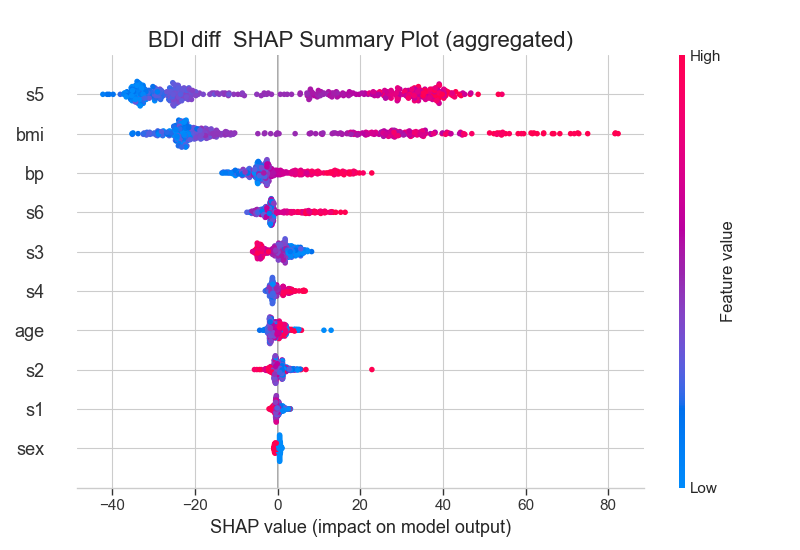 BDI diff  SHAP Summary Plot (aggregated)
High
s5
bmi
bp
s6
s3
s4
age
s2
s1
sex
Feature value
Low
−40
−20
0
20
40
60
80
SHAP value (impact on model output)